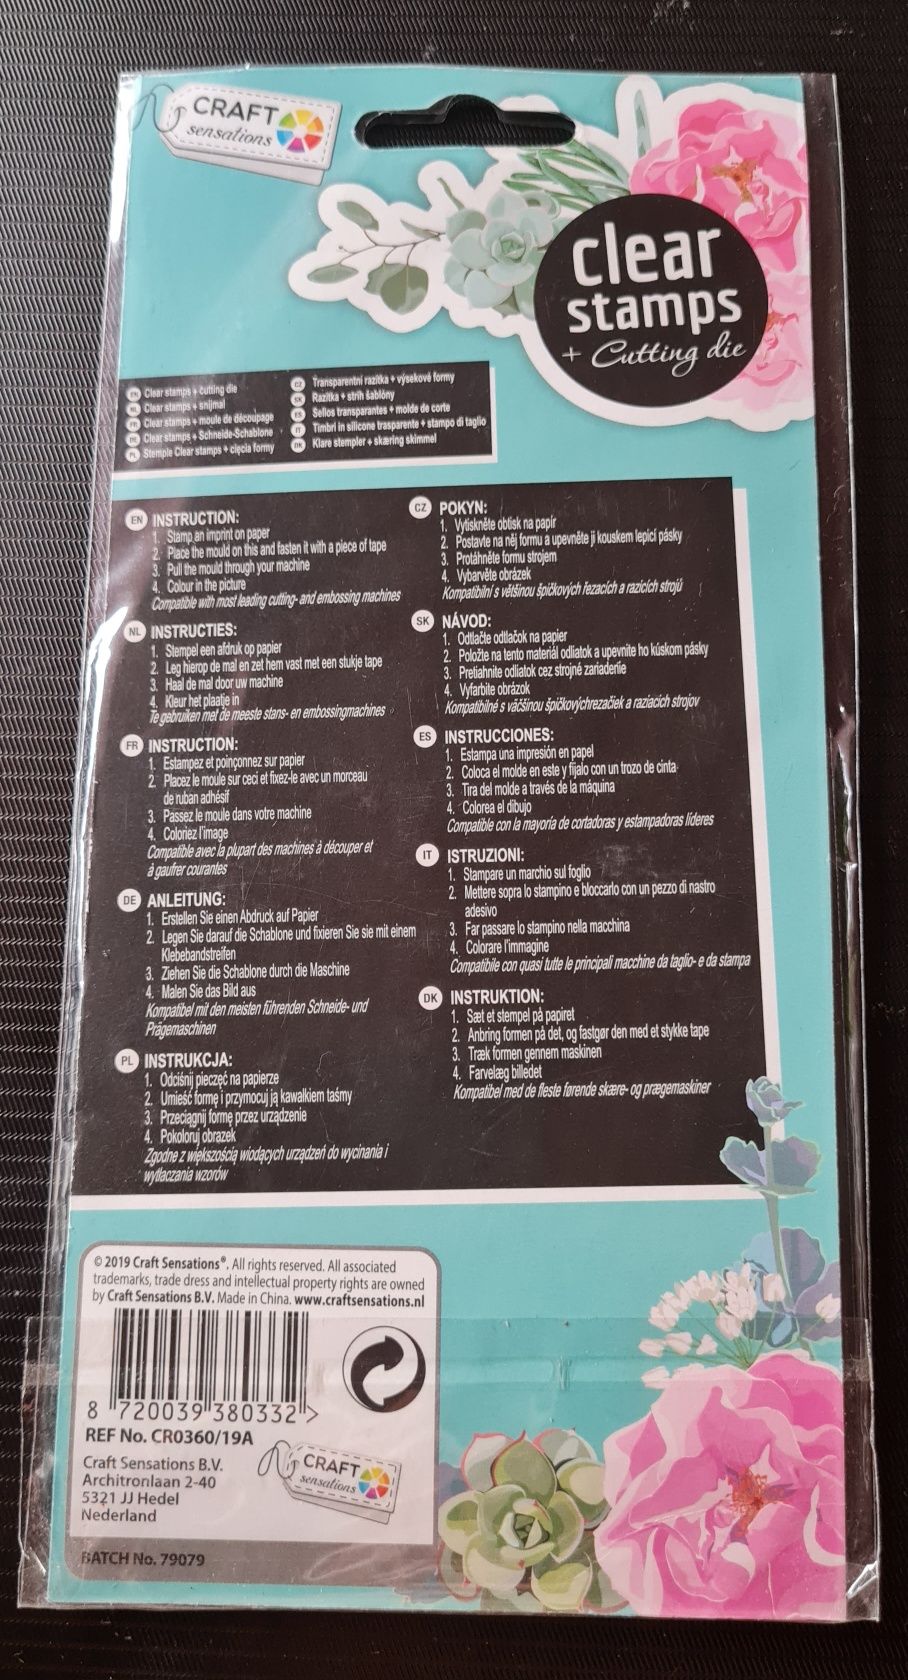 CRAFT
sensations
clear
stamps
+ Cutting die
EN Clear stamps + cutting die
NL Clear stamps + snijmal
FR Clear stamps + moule de découpage
DE Clear stamps + Schneide-Schablone
PL Stemple Clear stamps + cięcia formy
CZ Transparentní razítka + výsekové formy
SK Razítka + strih šablóny
ES Sellos transparantes + molde de corte
IT Timbri in silicone trasparente + stampo di taglio
DK Klare stempler + skæring skimmel
EN INSTRUCTION:
1. Stamp an imprint on paper
2. Place the mould on this and fasten it with a piece of tape
3. Pull the mould through your machine
4. Colour in the picture
Compatible with most leading cutting- and embossing machines
NL INSTRUCTIES:
1. Stempel een afdruk op papier
2. Leg hierop de mal en zet hem vast met een stukje tape
3. Haal de mal door uw machine
4. Kleur het plaatje in
Te gebruiken met de meeste stans- en embossingmachines
FR INSTRUCTION:
1. Estampez et poinçonnez sur papier
2. Placez le moule sur ceci et fixez-le avec un morceau
de ruban adhésif
3. Passez le moule dans votre machine
4. Coloriez l'image
Compatible avec la plupart des machines à découper et
à gaufrer courantes
DE ANLEITUNG:
1. Erstellen Sie einen Abdruck auf Papier
2. Legen Sie darauf die Schablone und fixieren Sie sie mit einem
Klebebandstreifen
3. Ziehen Sie die Schablone durch die Maschine
4. Malen Sie das Bild aus
Kompatibel mit den meisten führenden Schneide- und
Prägemaschinen
PL INSTRUKCJA:
1. Odciśnij pieczęć na papierze
2. Umieść formę i przymocuj ją kawalkiem taśmy
3. Przeciągnij formę przez urządzenie
4. Pokoloruj obrazek
Zgodne z większością wiodących urządzeń do wycinania i
wytłaczania wzorów
CZ POKYN:
1. Vytiskněte obtisk na papír
2. Postavte na něj formu a upevněte ji kouskem lepicí pásky
3. Protáhněte formu strojem
4. Vybarvěte obrázek
Kompatibilní s většinou špičkových řezacích a razicích strojů
SK NÁVOD:
1. Odtlačte odtlačok na papier
2. Položte na tento materiál odliatok a upevnite ho kúskom pásky
3. Pretiahnite odliatok cez strojné zariadenie
4. Vyfarbite obrázok
Kompatibilné s väčšinou špičkovýchrezačiek a raziacich strojov
ES INSTRUCCIONES:
1. Estampa una impresión en papel
2. Coloca el molde en este y fíjalo con un trozo de cinta
3. Tira del molde a través de la máquina
4. Colorea el dibujo
Compatible con la mayoría de cortadoras y estampadoras líderes
IT ISTRUZIONI:
1. Stampare un marchio sul foglio
2. Mettere sopra lo stampino e bloccarlo con un pezzo di nastro
adesivo
3. Far passare lo stampino nella macchina
4. Colorare l'immagine
Compatibile con quasi tutte le principali macchine da taglio- e da stampa
DK INSTRUKTION:
1. Sæt et stempel på papiret
2. Anbring formen på det, og fastgør den med et stykke tape
3. Træk formen gennem maskinen
4. Farvelæg billedet
Kompatibel med de fleste førende skære- og prægemaskiner
© 2019 Craft Sensations®. All rights reserved. All associated
trademarks, trade dress and intellectual property rights are owned
by Craft Sensations B.V. Made in China. www.craftsensations.nl
8 720039 380332 >
REF No. CR0360/19A
Craft Sensations B.V.
Architronlaan 2-40
5321 JJ Hedel
Nederland
CRAFT
sensations
BATCH No. 79079